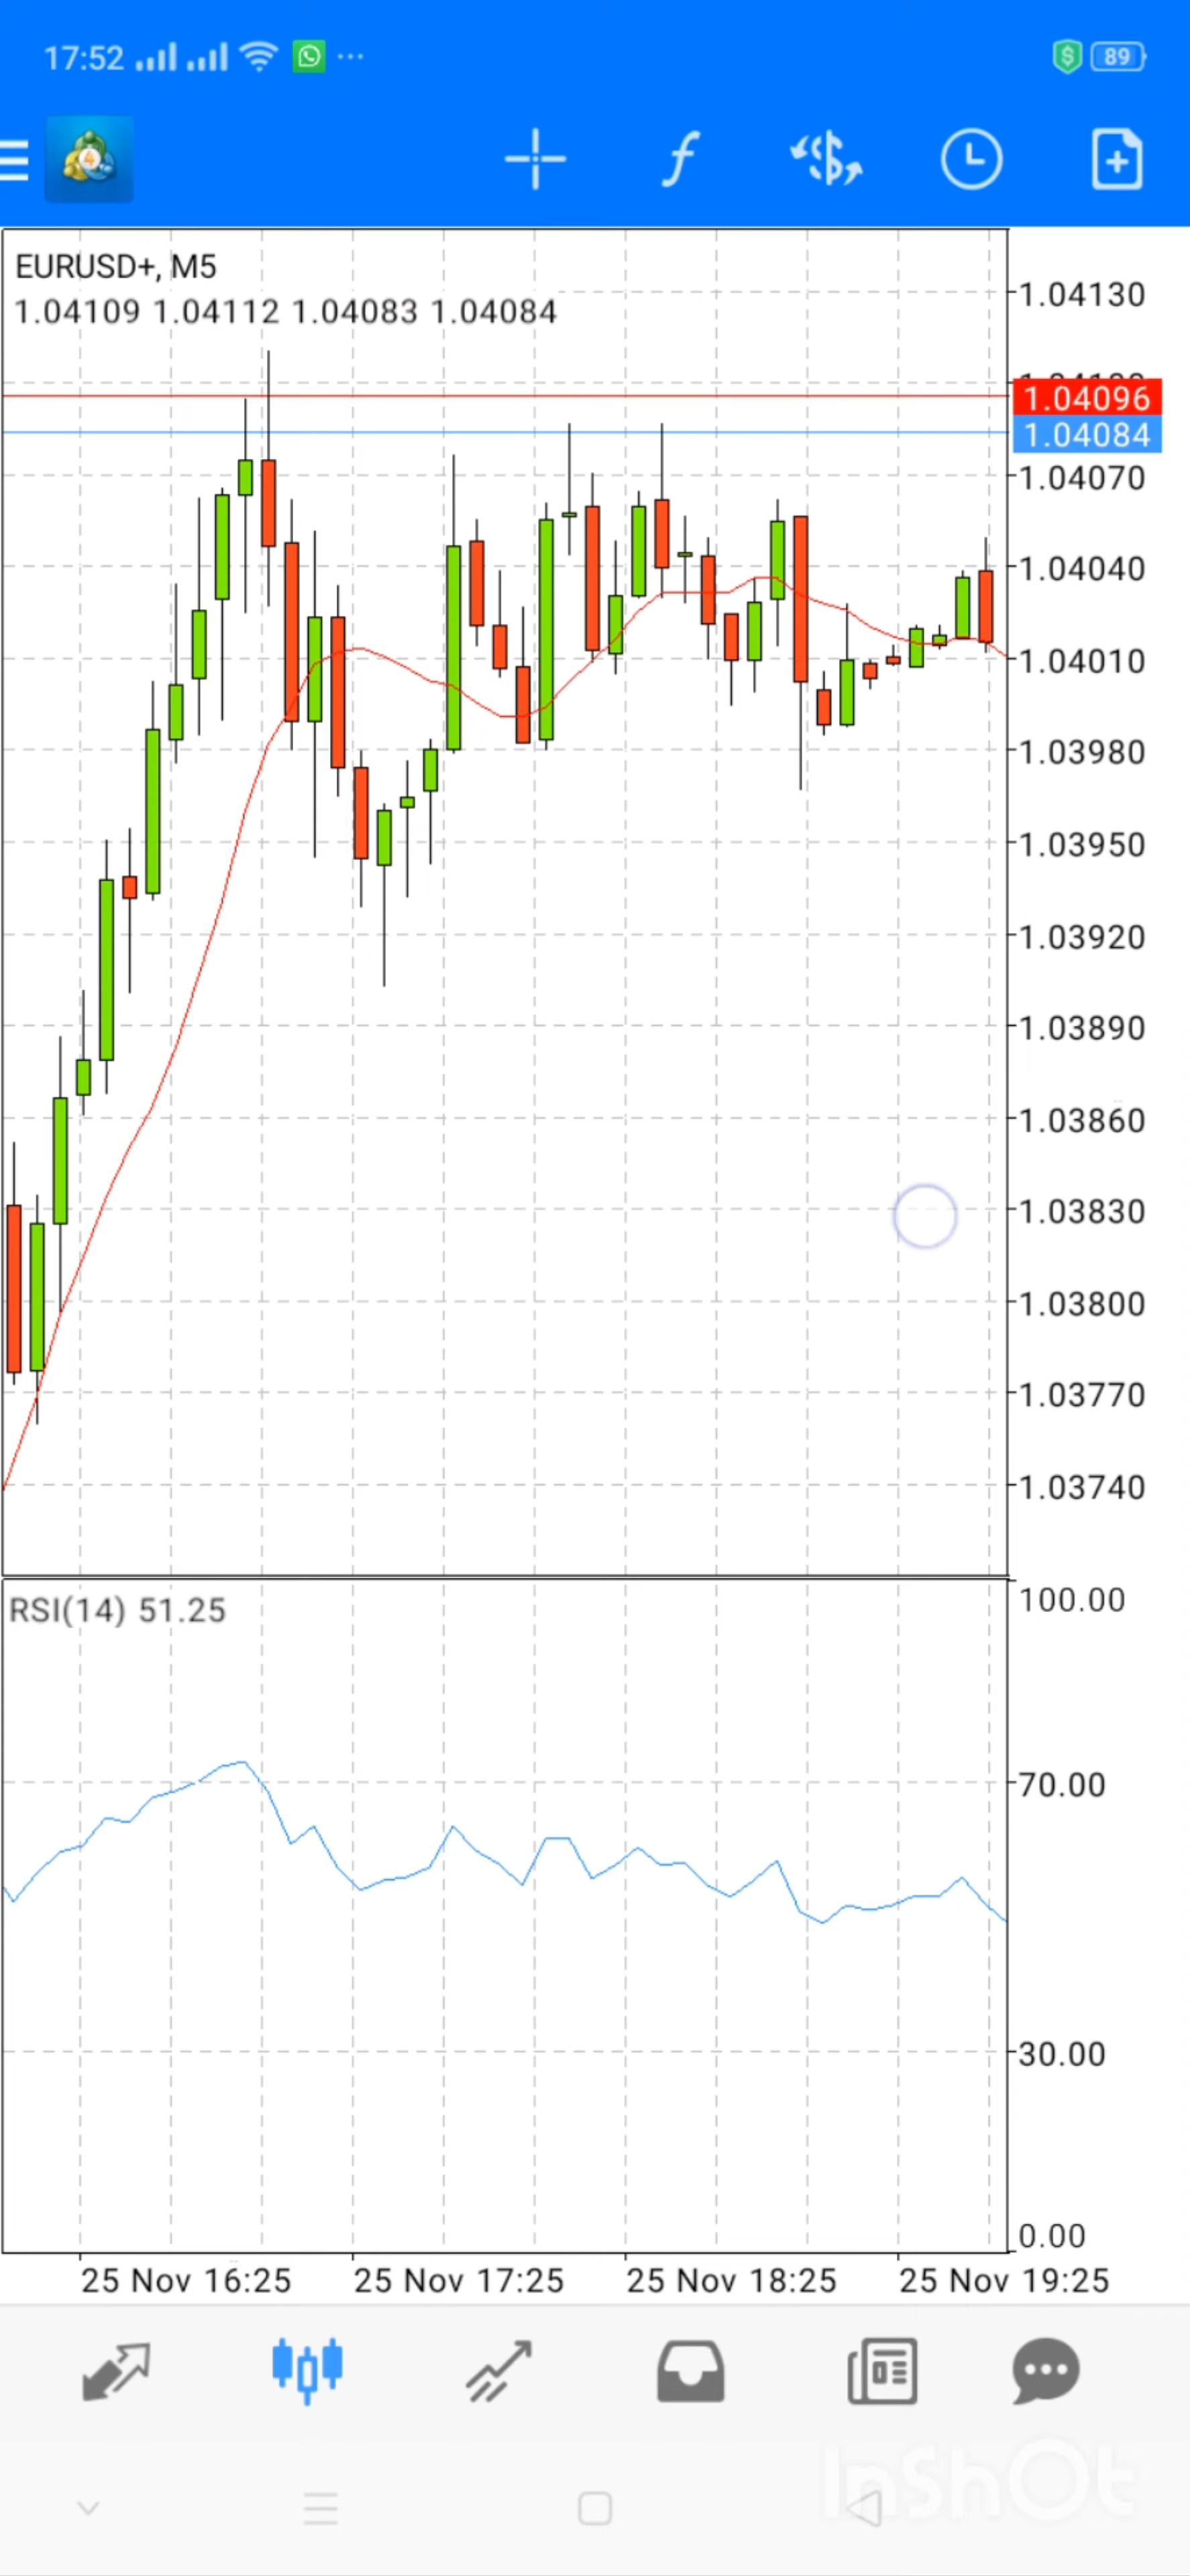 17:52
89
4
EURUSD+, M5
1.04109 1.04112 1.04083 1.04084
1.04130
1.04096
1.04084
1.04070
1.04040
1.04010
1.03980
1.03950
1.03920
1.03890
1.03860
1.03830
1.03800
1.03770
1.03740
RSI(14) 51.25
100.00
70.00
30.00
0.00
25 Nov 16:25
25 Nov 17:25
25 Nov 18:25
25 Nov 19:25
InShOt